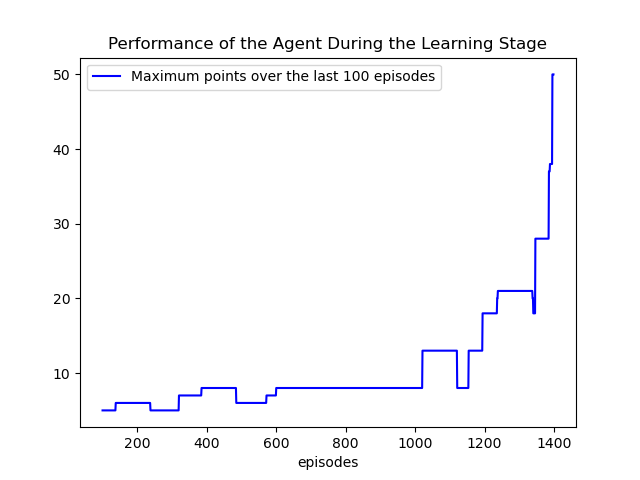 Performance of the Agent During the Learning Stage
Maximum points over the last 100 episodes
50
40
30
20
10
200 400 600 800 1000 1200 1400
episodes